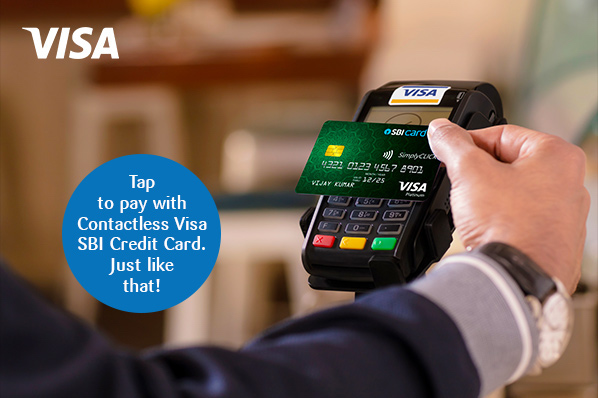 VISA
VISA
SBI card
SimplyCLICK
4321 0123 4567 8901
12/25
VIJAY KUMAR
VISA
Platinum
Tap
to pay with
Contactless Visa
SBI Credit Card.
Just like
that!